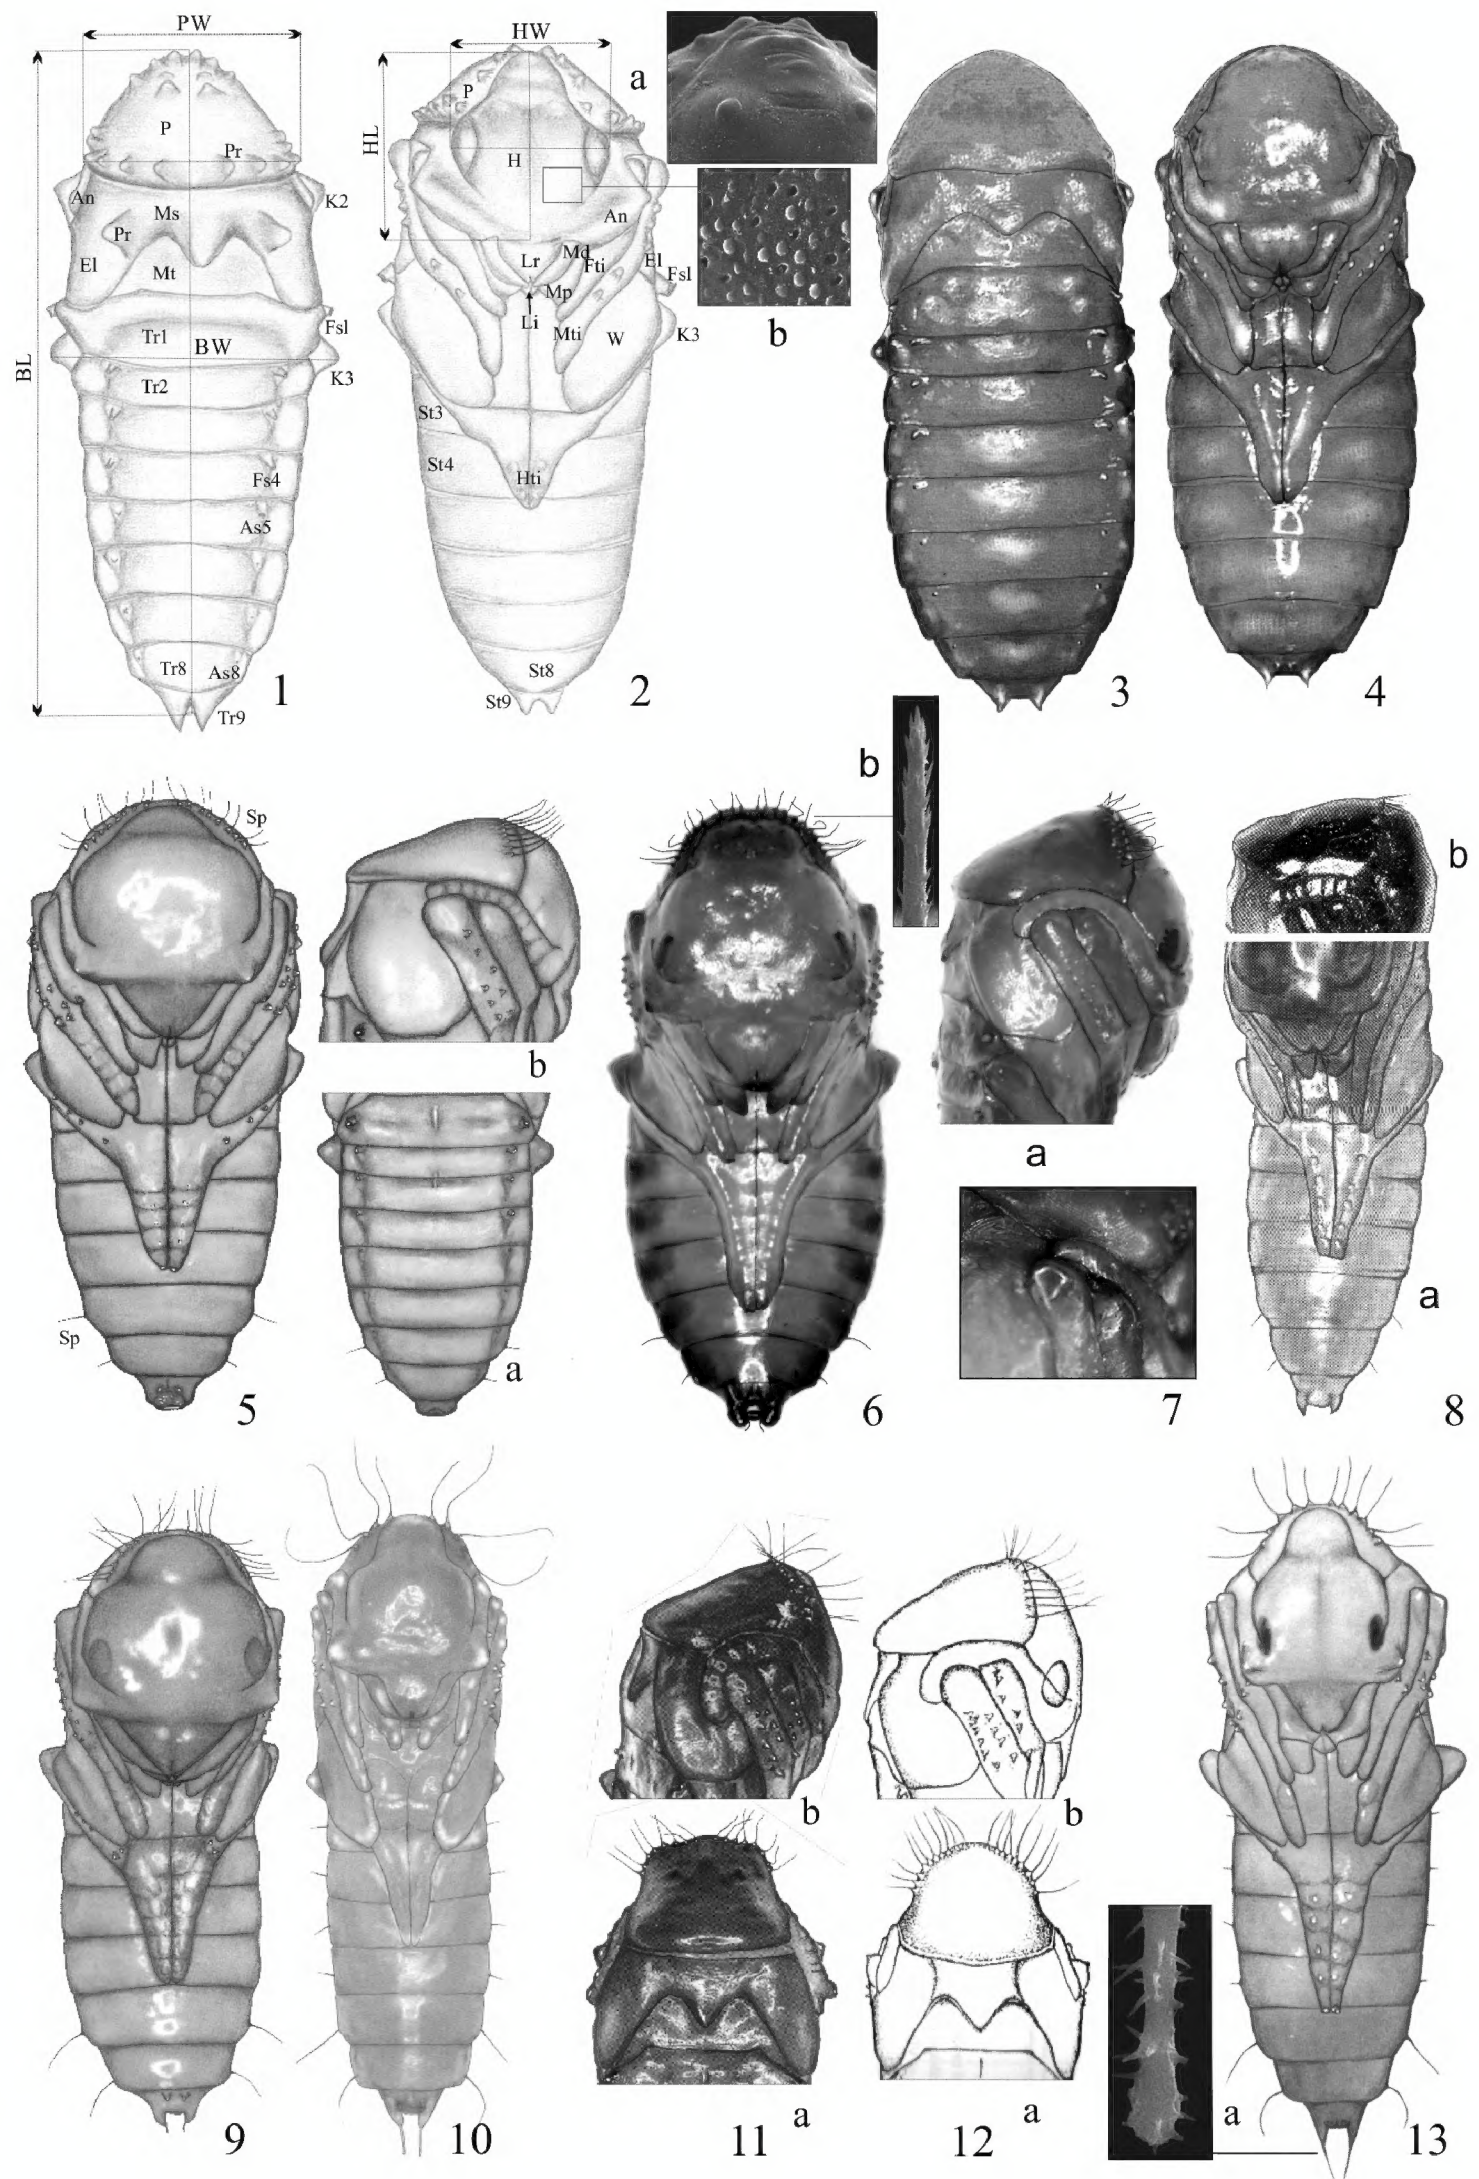 PW
P
Pr
An
Ms
K2
Pr
El
Mt
Fsl
Tr1
BW
K3
BL
Tr2
Fs4
As5
Tr8
As8
Tr9
1
HW
a
P
HL
H
An
Lr
Md
Fti
El
Fsl
Mp
Li
Mti
W
K3
b
St3
St4
Hti
St8
St9
2
3
4
Sp
b
Sp
a
5
b
a
6
7
b
a
8
9
10
b
a
11
b
a
12
a
13